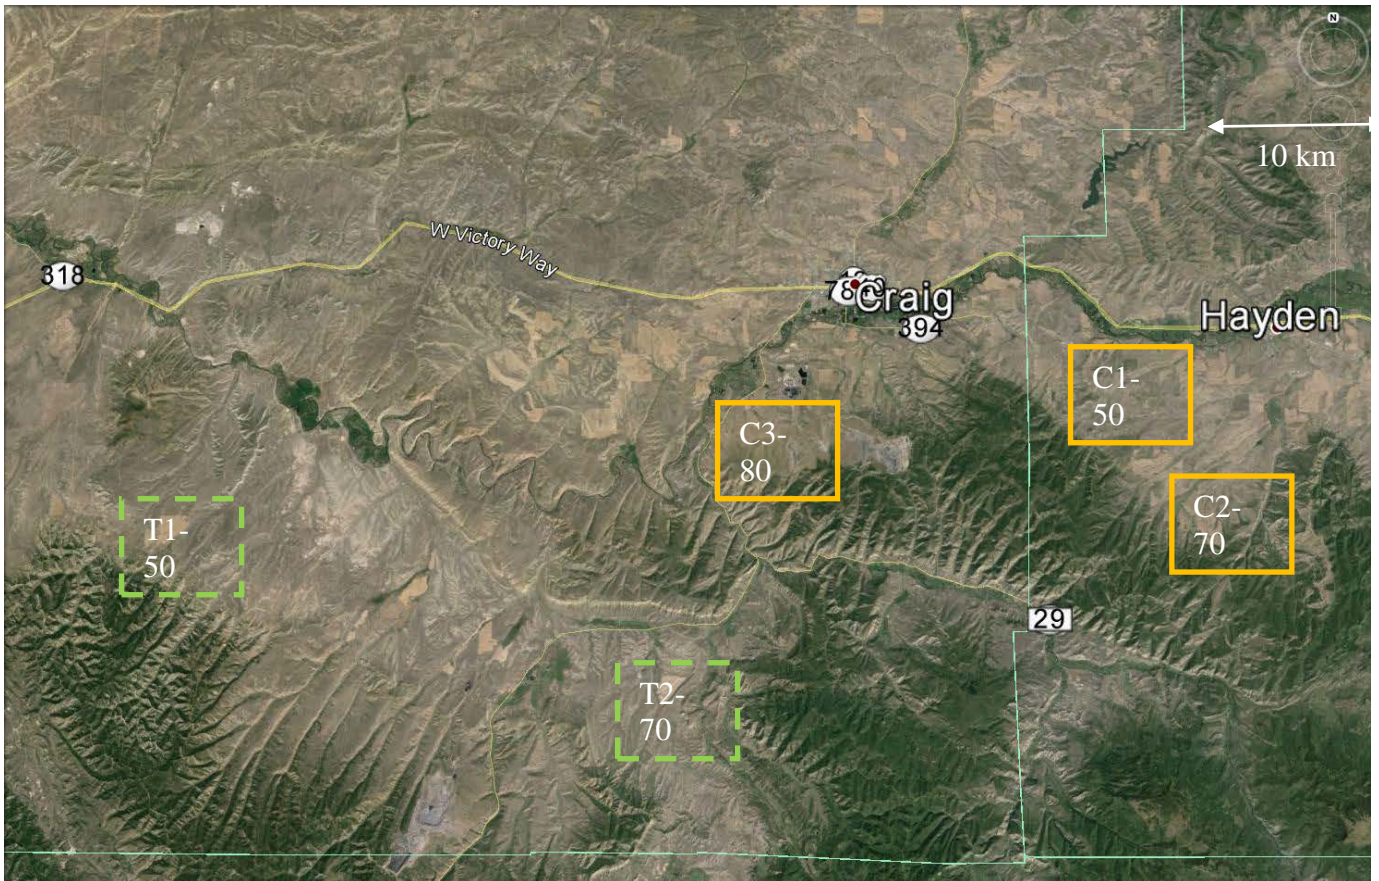 N
10 km
W Victory Way
318
Craig
394
Hayden
C1-
50
C3-
80
C2-
70
T1-
50
29
T2-
70